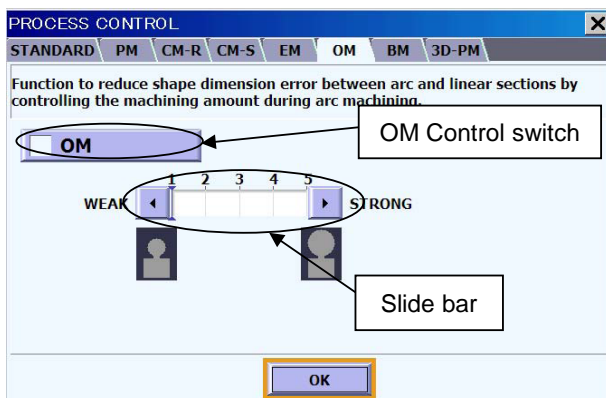 PROCESS CONTROL
STANDARD PM CM-R CM-S EM OM BM 3D-PM
Function to reduce shape dimension error between arc and linear sections by
controlling the machining amount during arc machining.
OM Control switch
OM
1 2 3 4 5
WEAK STRONG
Slide bar
OK